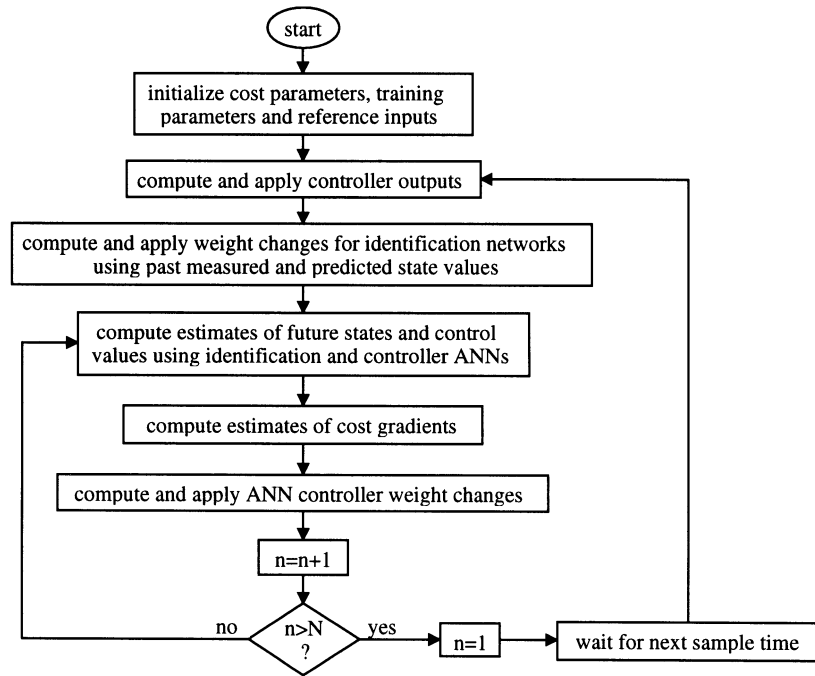 start
initialize cost parameters, training
parameters and reference inputs
compute and apply controller outputs
compute and apply weight changes for identification networks
using past measured and predicted state values
compute estimates of future states and control
values using identification and controller ANNs
compute estimates of cost gradients
compute and apply ANN controller weight changes
n=n+1
no
n>N
?
yes
n=1
wait for next sample time